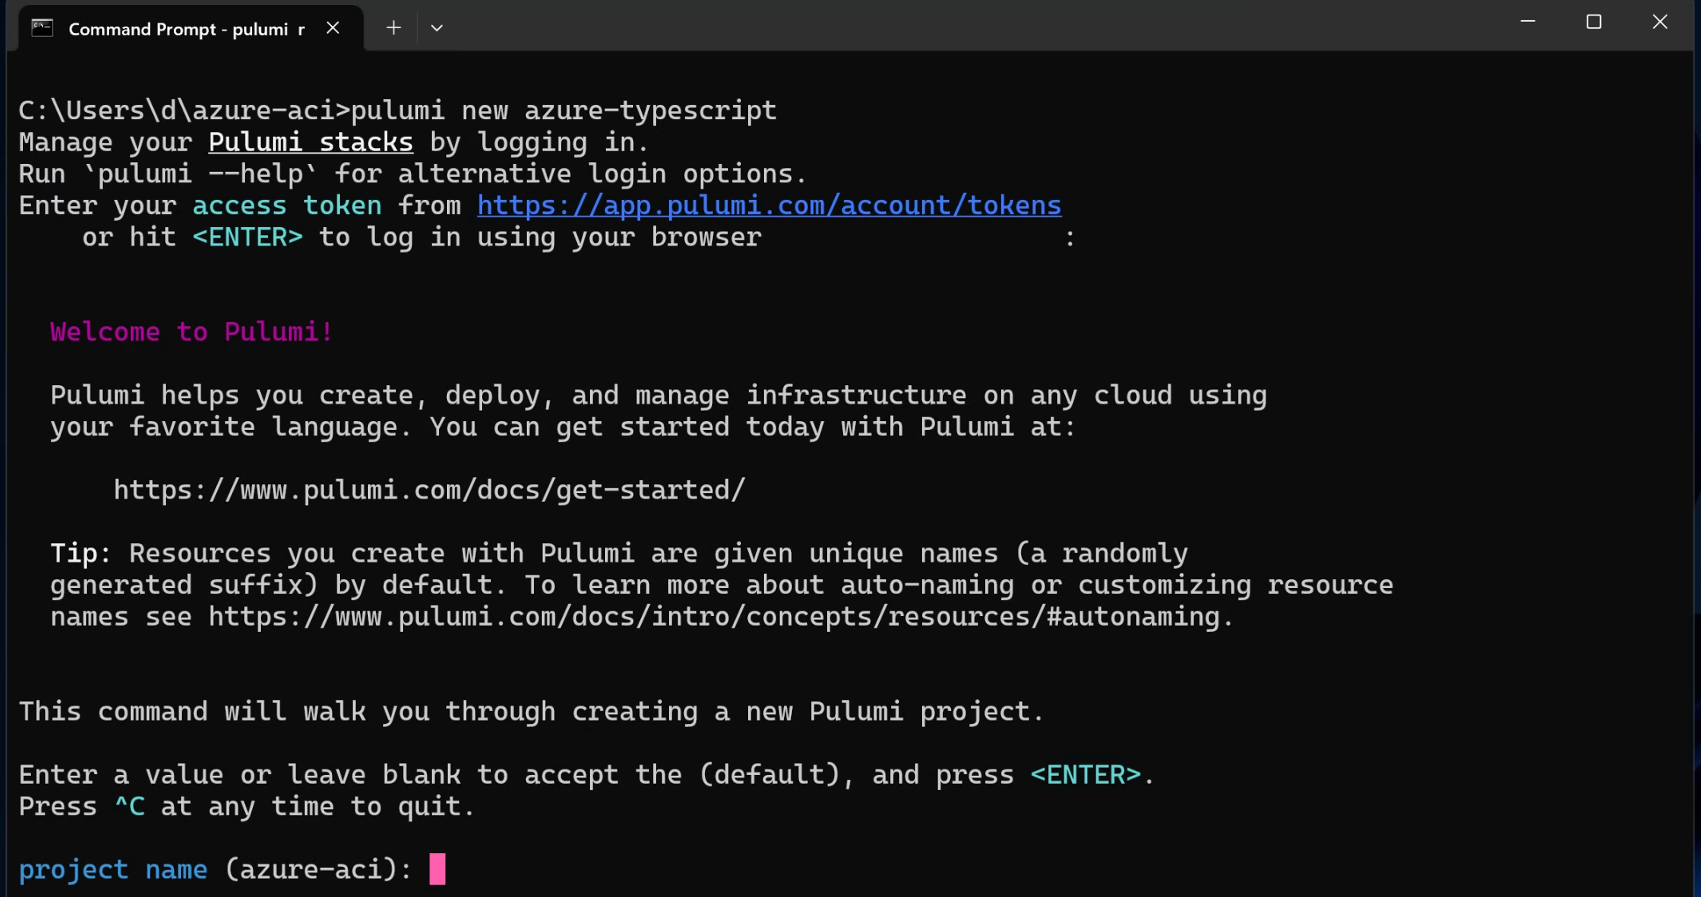 Command Prompt - pulumi r
C:\Users\d\azure-aci>pulumi new azure-typescript
Manage your Pulumi stacks by logging in.
Run `pulumi --help` for alternative login options.
Enter your access token from https://app.pulumi.com/account/tokens
or hit <ENTER> to log in using your browser :
Welcome to Pulumi!
Pulumi helps you create, deploy, and manage infrastructure on any cloud using
your favorite language. You can get started today with Pulumi at:
https://www.pulumi.com/docs/get-started/
Tip: Resources you create with Pulumi are given unique names (a randomly
generated suffix) by default. To learn more about auto-naming or customizing resource
names see https://www.pulumi.com/docs/intro/concepts/resources/#autonaming.
This command will walk you through creating a new Pulumi project.
Enter a value or leave blank to accept the (default), and press <ENTER>.
Press ^C at any time to quit.
project name (azure-aci):